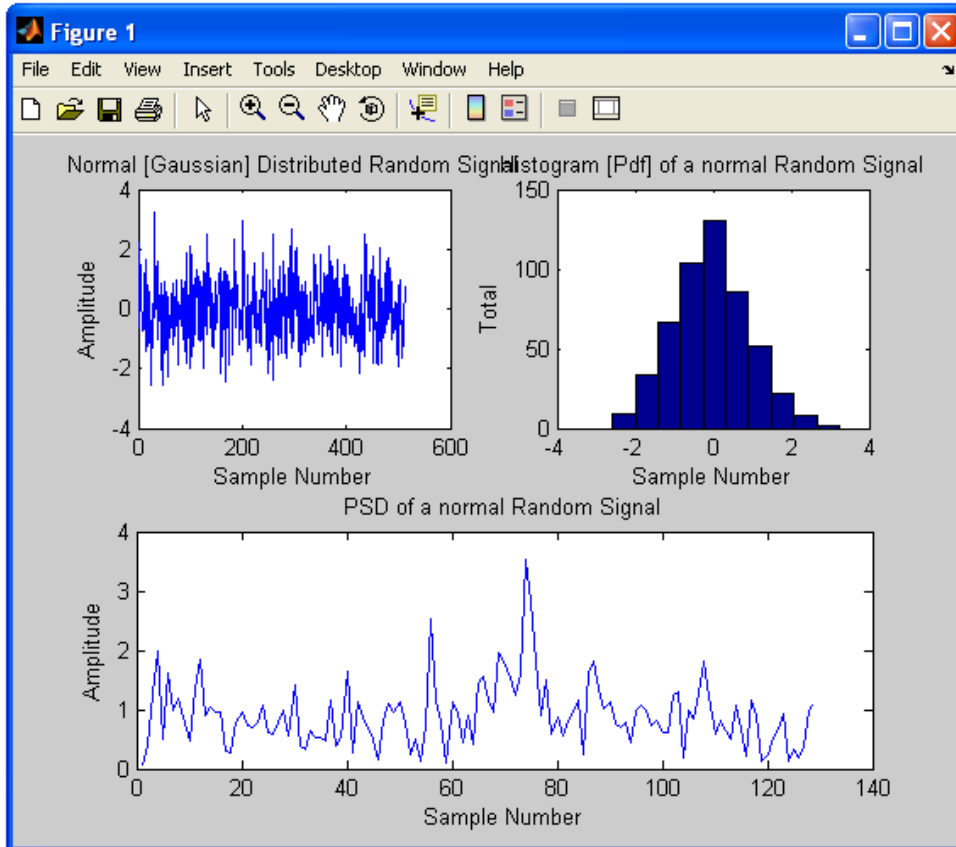 Figure 1
File Edit View Insert Tools Desktop Window Help
Normal [Gaussian] Distributed Random Signal
Histogram [Pdf] of a normal Random Signal
4
2
0
-2
-4
Amplitude
0 200 400 600
Sample Number
150
100
50
0
Total
-4 -2 0 2 4
Sample Number
PSD of a normal Random Signal
4
3
2
1
0
Amplitude
0 20 40 60 80 100 120 140
Sample Number